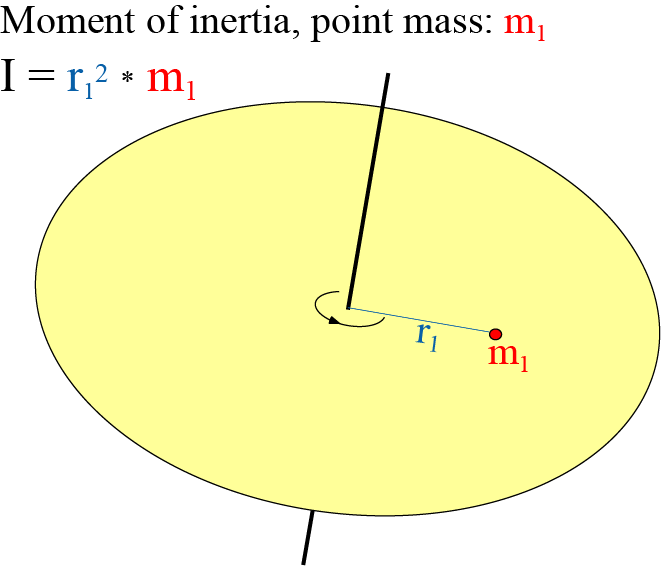 Moment of inertia, point mass: m₁
I = r₁² * m₁
r₁
m₁